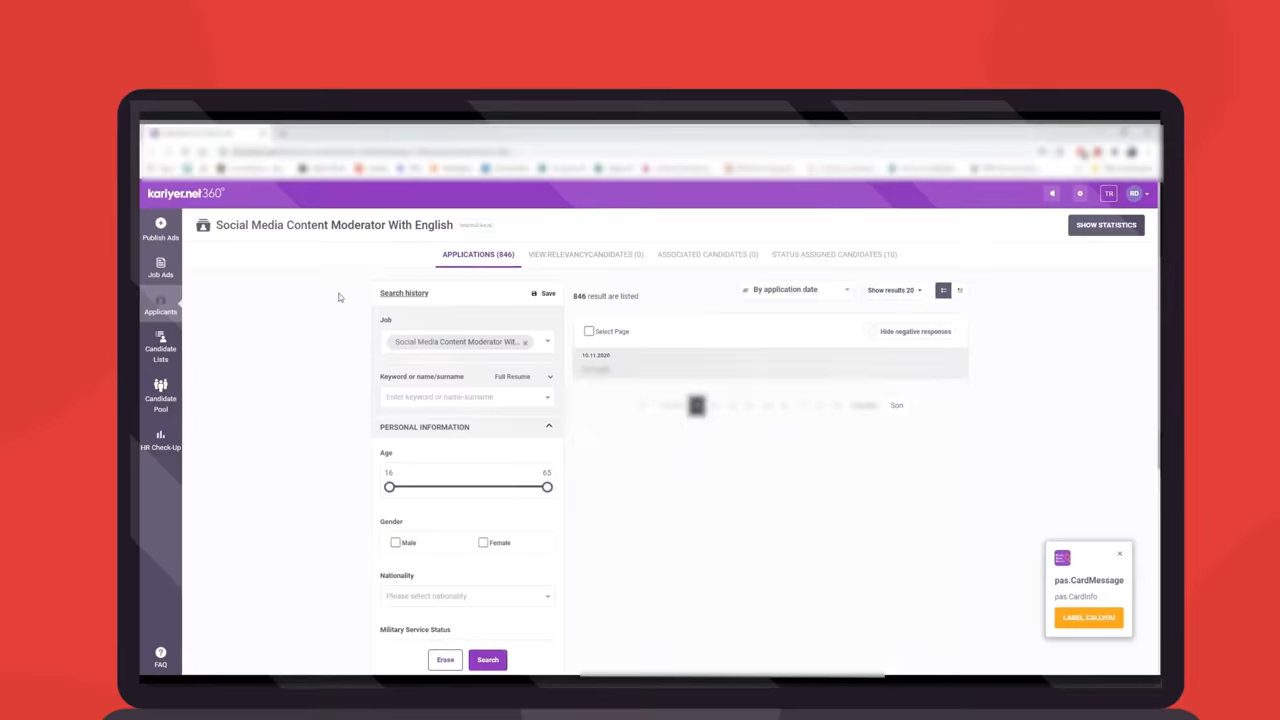 kariyer.net360°
TR
RD
Publish Ads
Job Ads
Applicants
Candidate
Lists
Candidate
Pool
HR Check-Up
FAQ
Social Media Content Moderator With English
SHOW STATISTICS
APPLICATIONS (846)
VIEW.RELEVANCYCANDIDATES (0)
ASSOCIATED CANDIDATES (0)
STATUS ASSIGNED CANDIDATES (10)
Search history
Save
Job
Social Media Content Moderator Wit...
Keyword or name/surname
Full Resume
Enter keyword or name-surname
PERSONAL INFORMATION
Age
16
65
Gender
Male
Female
Nationality
Please select nationality
Military Service Status
Erase
Search
846 result are listed
By application date
Show results 20
Select Page
Hide negative responses
10.11.2020
Son
pas.CardMessage
pas.CardInfo
LABEL.CALLYOU